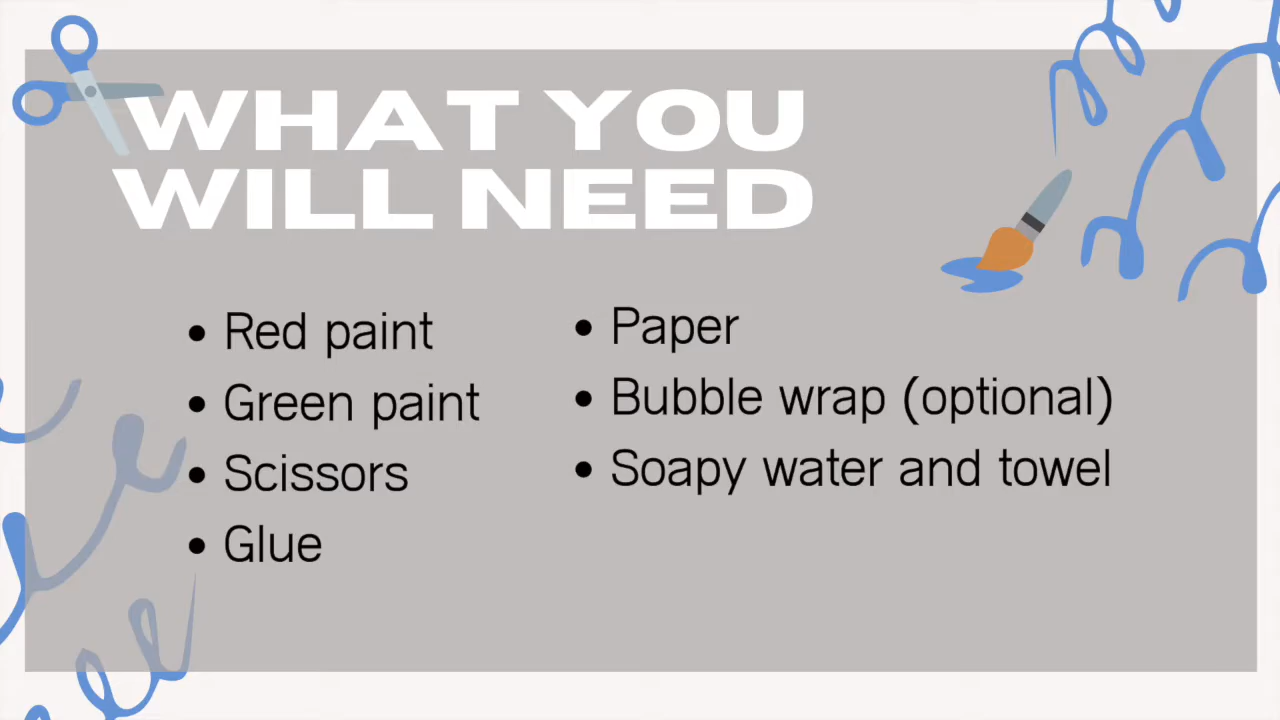 WHAT YOU
WILL NEED
• Red paint
• Green paint
• Scissors
• Glue
• Paper
• Bubble wrap (optional)
• Soapy water and towel